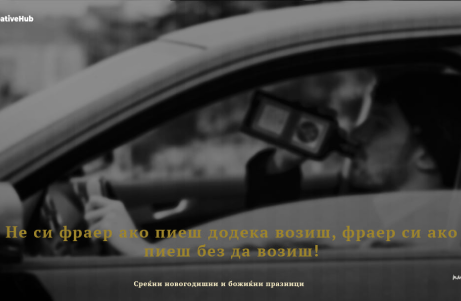 ativeHub
Не си фраер ако пиеш додека возиш, фраер си ако
пиеш без да возиш!
Среќни новогодишни и божиќни празници